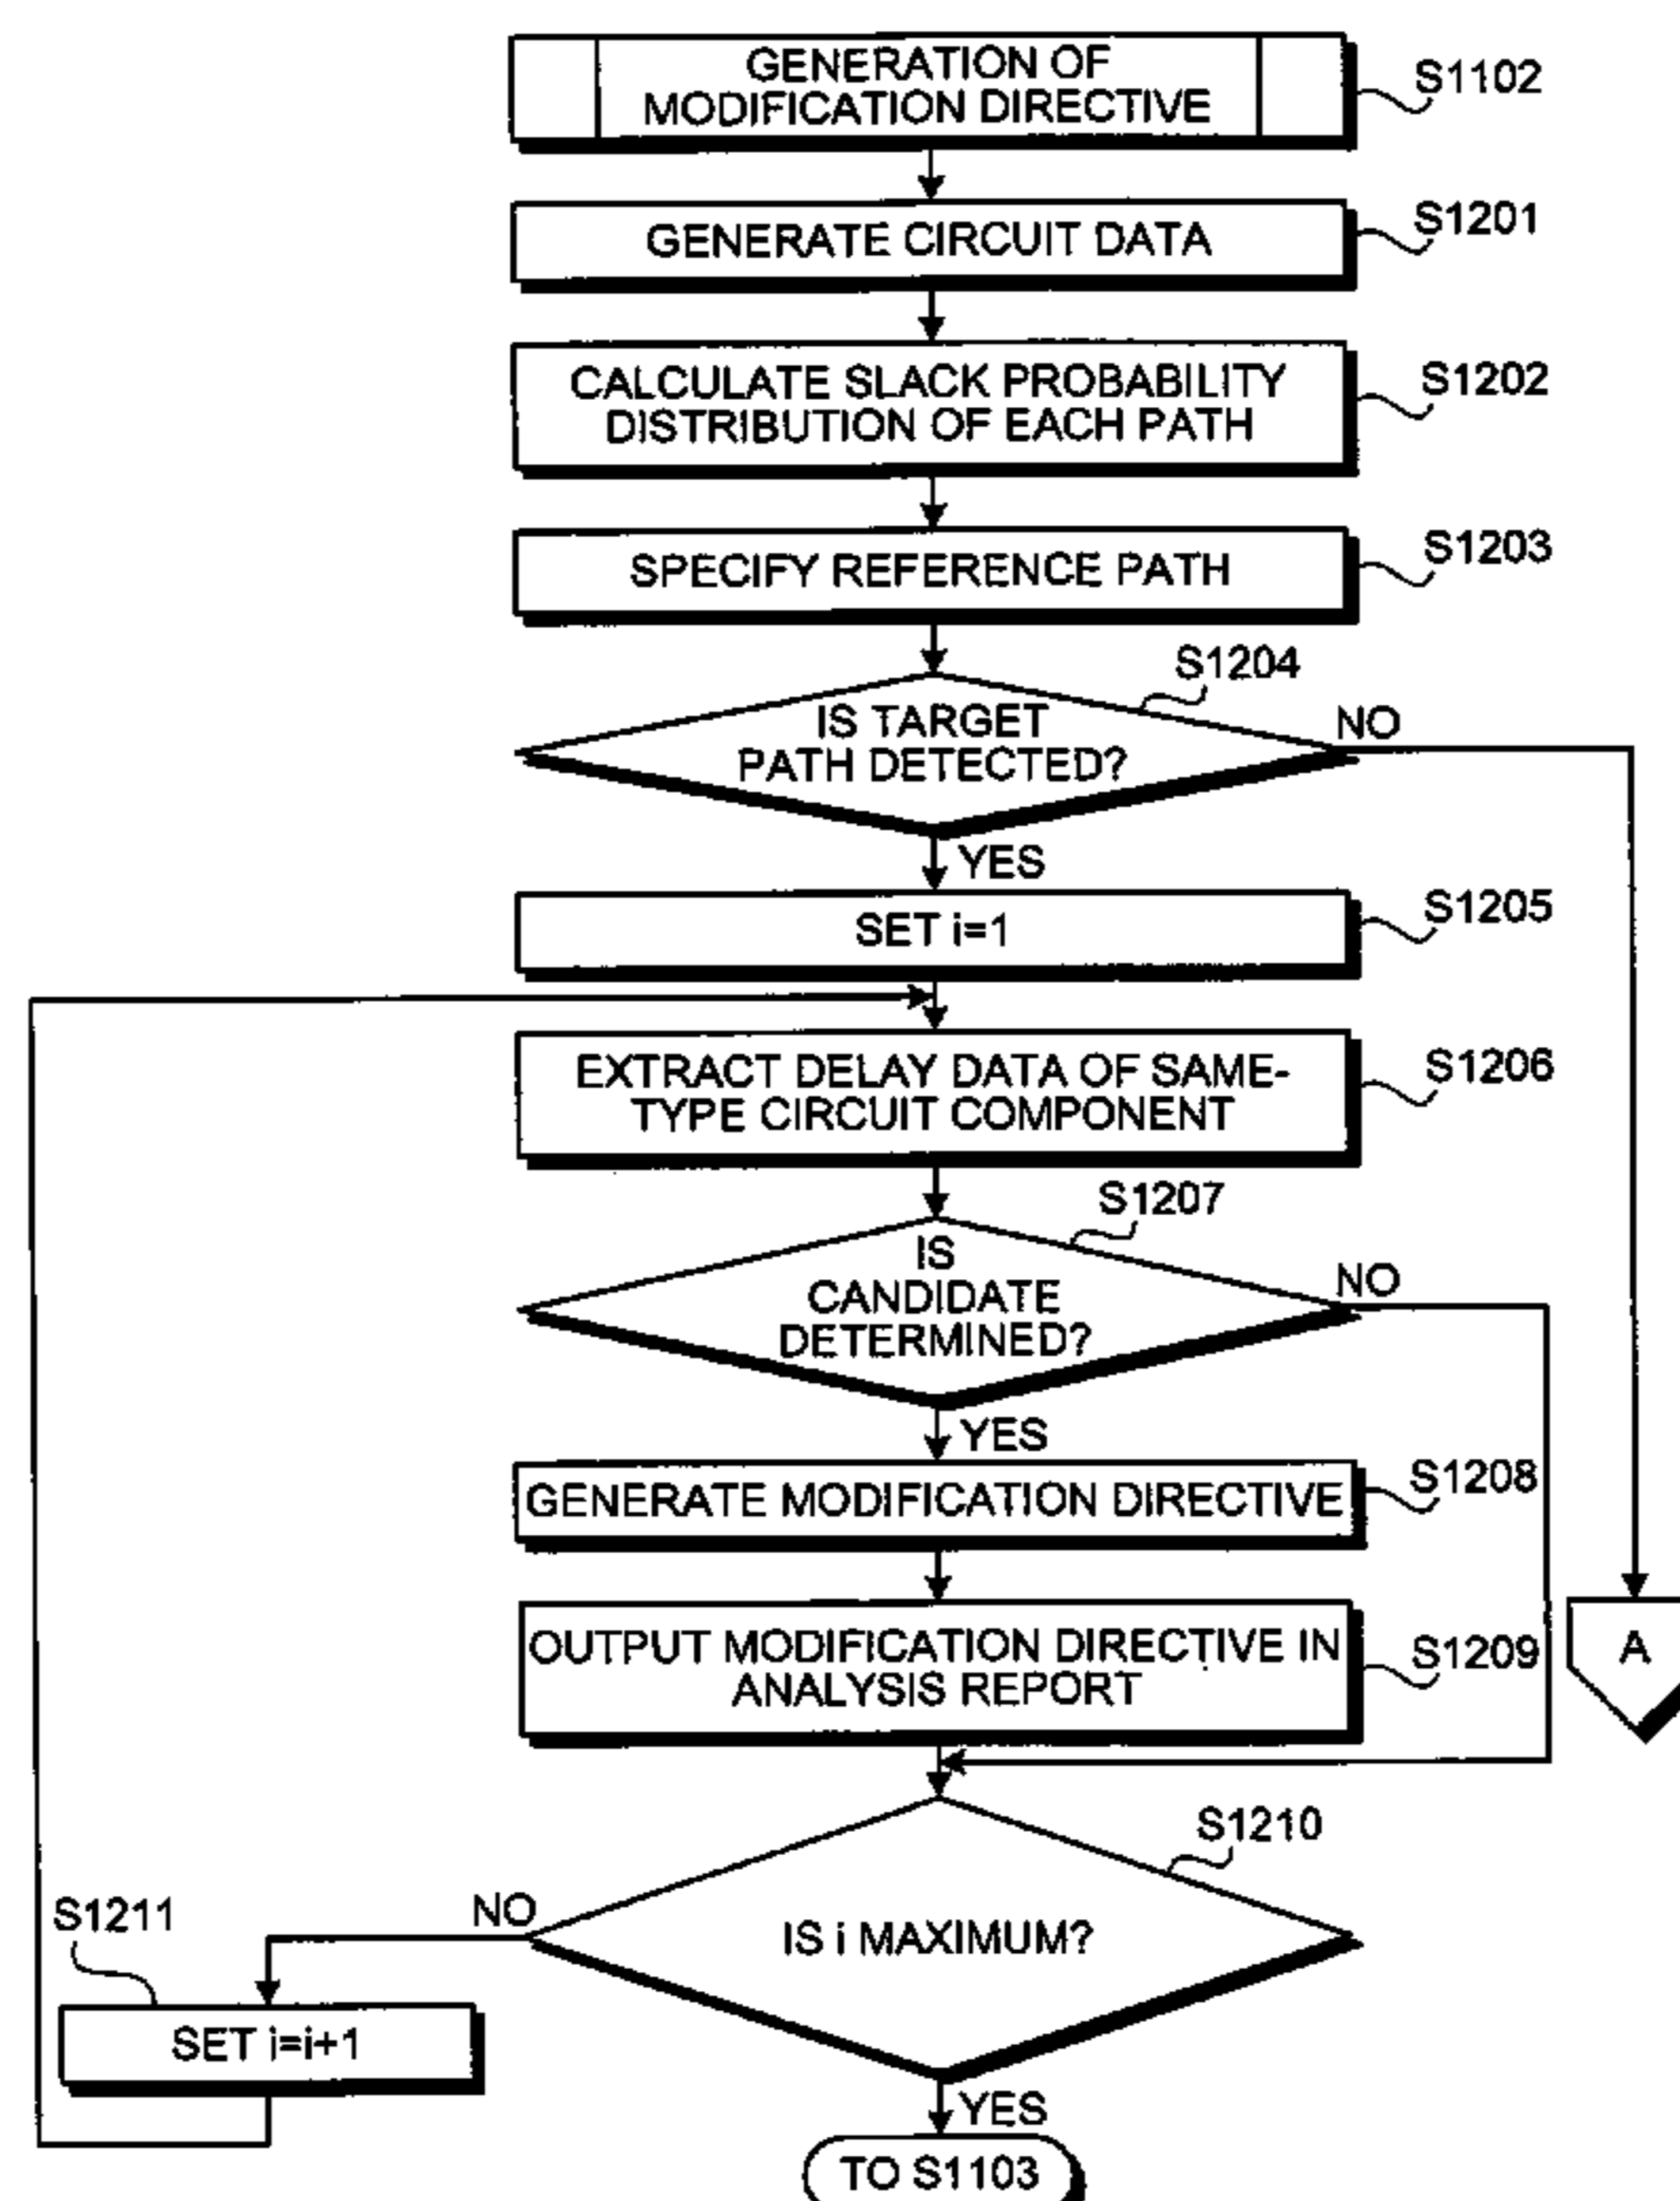 GENERATION OF
MODIFICATION DIRECTIVE
S1102
GENERATE CIRCUIT DATA
S1201
CALCULATE SLACK PROBABILITY
DISTRIBUTION OF EACH PATH
S1202
SPECIFY REFERENCE PATH
S1203
S1204
IS TARGET
PATH DETECTED?
NO
YES
SET i=1
S1205
EXTRACT DELAY DATA OF SAME-
TYPE CIRCUIT COMPONENT
S1206
S1207
IS
CANDIDATE
DETERMINED?
NO
YES
GENERATE MODIFICATION DIRECTIVE
S1208
OUTPUT MODIFICATION DIRECTIVE IN
ANALYSIS REPORT
S1209
A
S1210
IS i MAXIMUM?
NO
S1211
SET i=i+1
YES
TO S1103